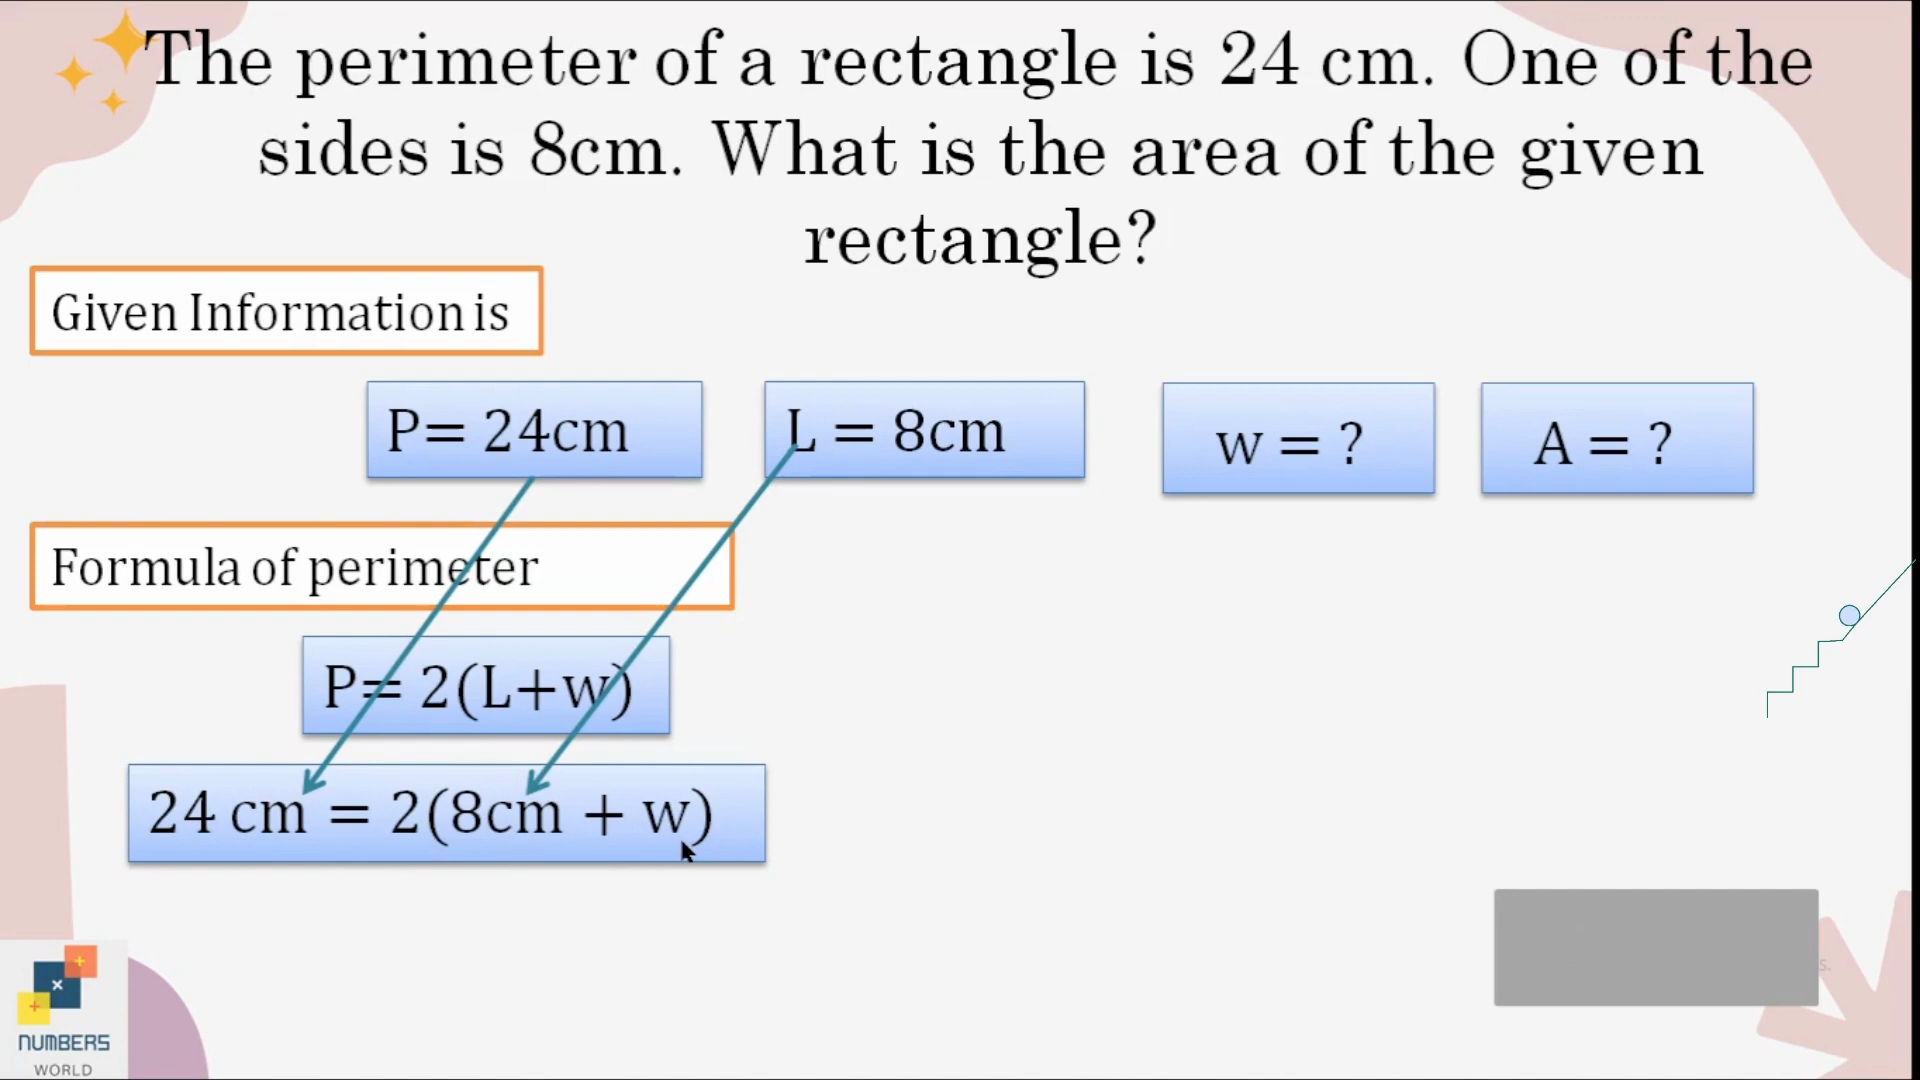 The perimeter of a rectangle is 24 cm. One of the
sides is 8cm. What is the area of the given
rectangle?
Given Information is
P= 24cm
L = 8cm
w = ?
A = ?
Formula of perimeter
P= 2(L+w)
24 cm = 2(8cm + w)
+
×
+
NUMBERS
WORLD
s.